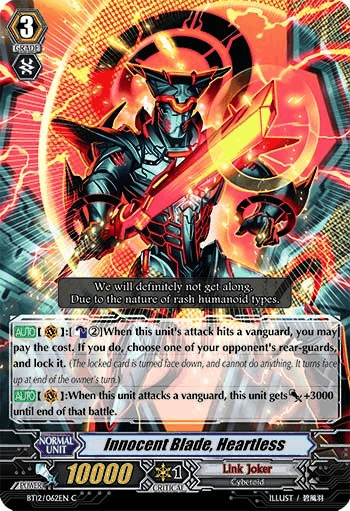 3
GRADE
We will definitely not get along.
Due to the nature of rash humanoid types.
AUTO[ ]:[ ②]When this unit's attack hits a vanguard, you may
pay the cost. If you do, choose one of your opponent's rear-guards,
and lock it. (The locked card is turned face down, and cannot do anything. It turns face
up at end of the owner's turn.)
AUTO[ ]:When this unit attacks a vanguard, this unit gets +3000
until end of that battle.
NORMAL
UNIT
Innocent Blade, Heartless
POWER
10000
1
CRITICAL
Link Joker
Cyberoid
BT12/062EN C
ILLUST / 碧風羽